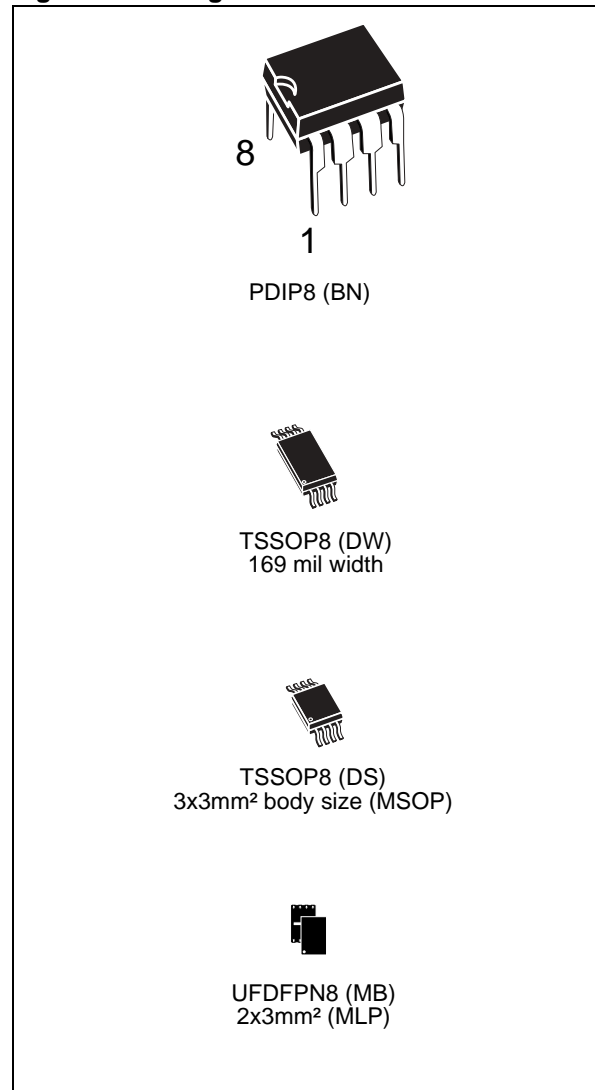 8
1
PDIP8 (BN)
TSSOP8 (DW)
169 mil width
TSSOP8 (DS)
3x3mm² body size (MSOP)
UFDFPN8 (MB)
2x3mm² (MLP)